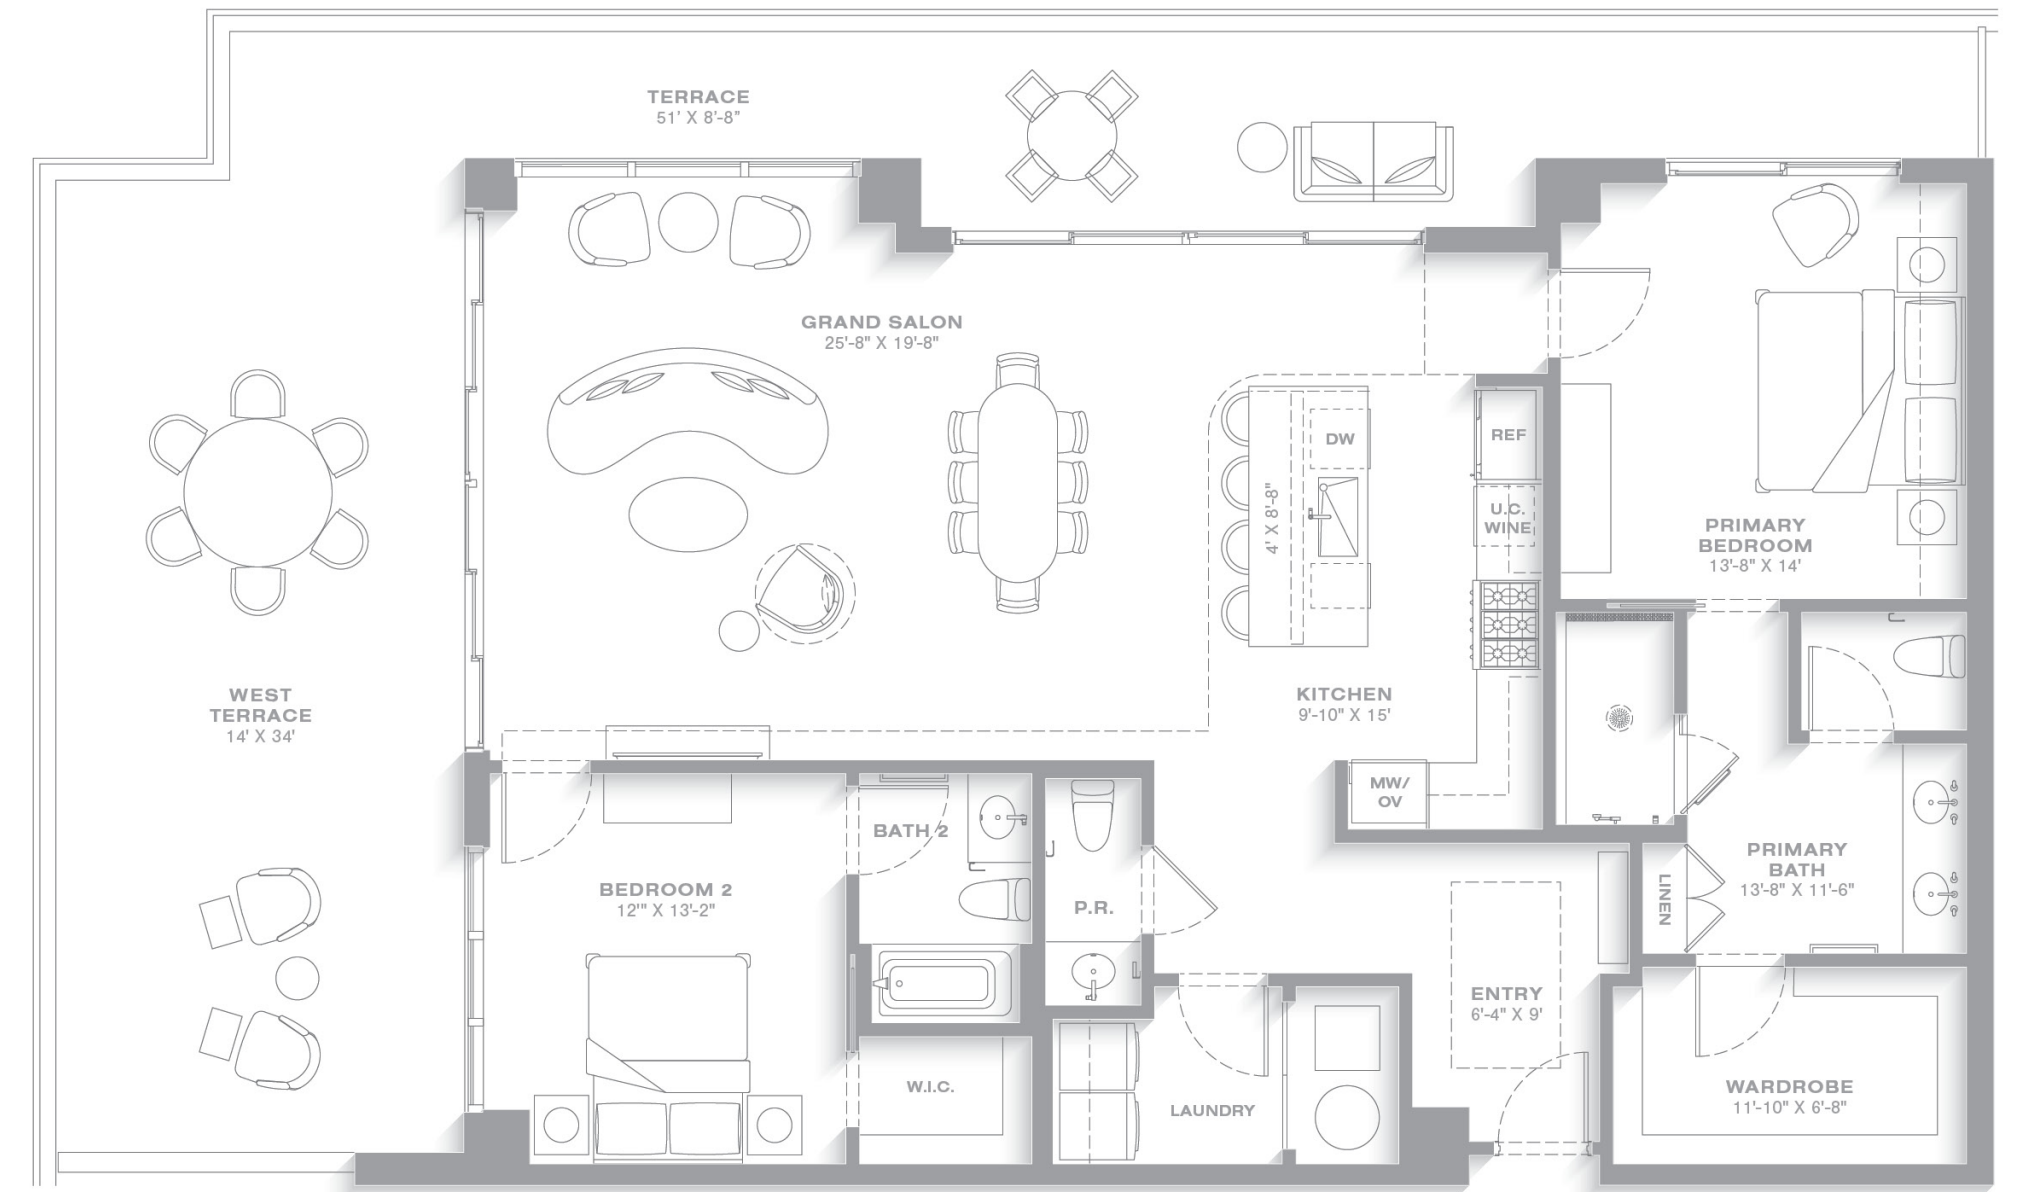 TERRACE
51' X 8'-8"
GRAND SALON
25'-8" X 19'-8"
DW
REF
4' X 8'-8"
U.C.
WINE
PRIMARY
BEDROOM
13'-8" X 14'
WEST
TERRACE
14' X 34'
KITCHEN
9'-10" X 15'
MW/
OV
BATH 2
PRIMARY
BATH
13'-8" X 11'-6"
LINEN
BEDROOM 2
12'" X 13'-2"
P.R.
ENTRY
6'-4" X 9'
W.I.C.
LAUNDRY
WARDROBE
11'-10" X 6'-8"